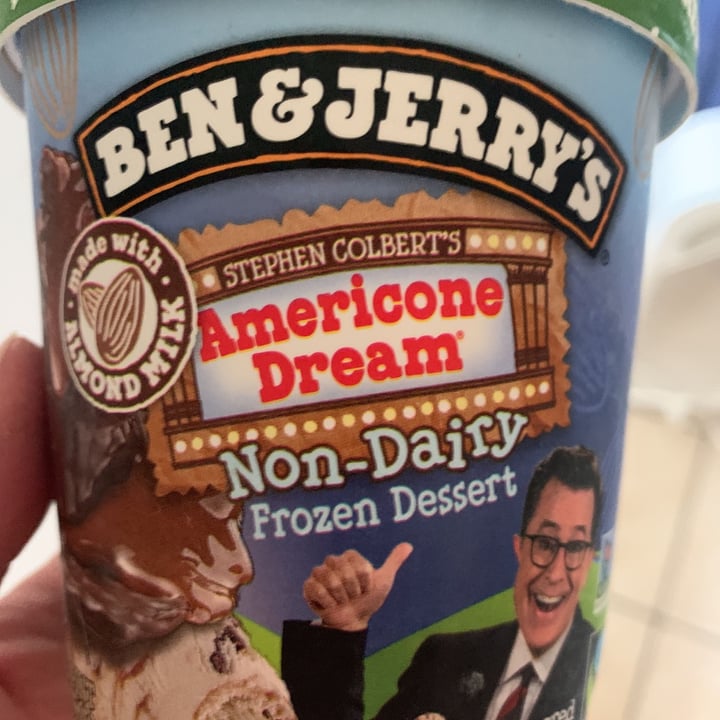 BEN & JERRY'S
made with
ALMOND MILK
STEPHEN COLBERT'S
Americone
Dream®
Non-Dairy
Frozen Dessert